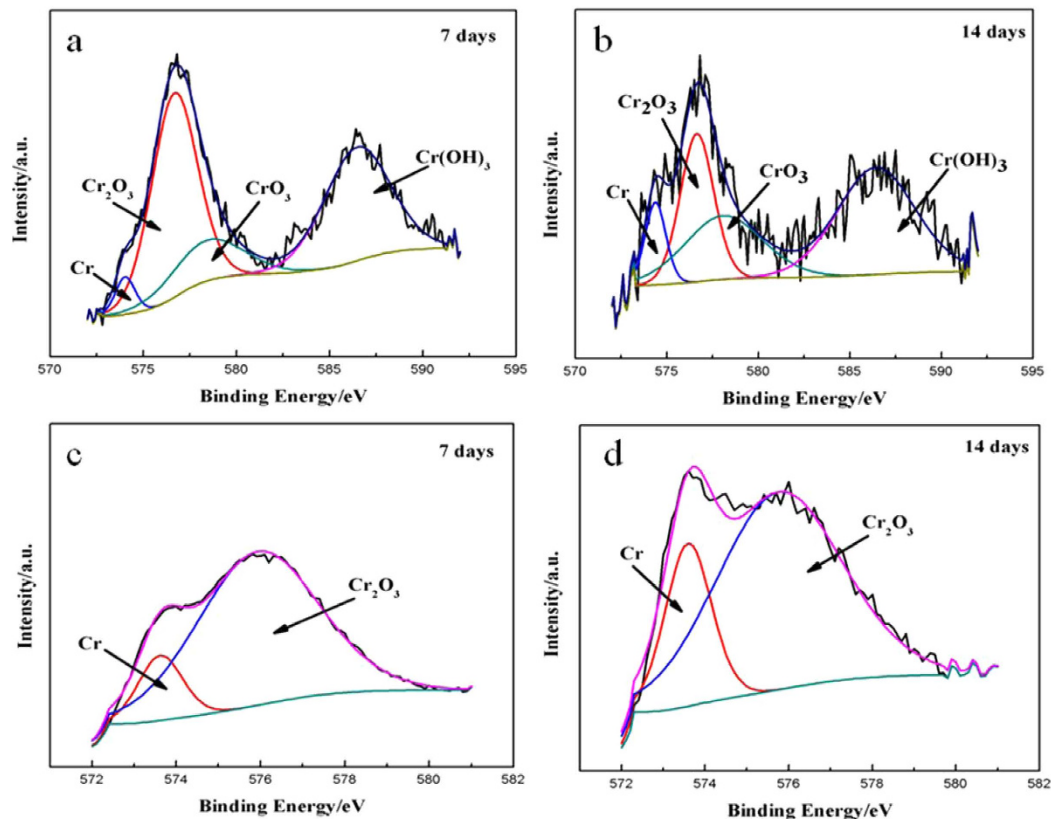 a
7 days
Cr₂O₃
CrO₃
Cr(OH)₃
Cr
Intensity/a.u.
570 575 580 585 590 595
Binding Energy/eV
b
14 days
Cr₂O₃
CrO₃
Cr(OH)₃
Cr
Intensity/a.u.
570 575 580 585 590 595
Binding Energy/eV
c
7 days
Cr₂O₃
Cr
Intensity/a.u.
572 574 576 578 580 582
Binding Energy/eV
d
14 days
Cr₂O₃
Cr
Intensity/a.u.
572 574 576 578 580 582
Binding Energy/eV